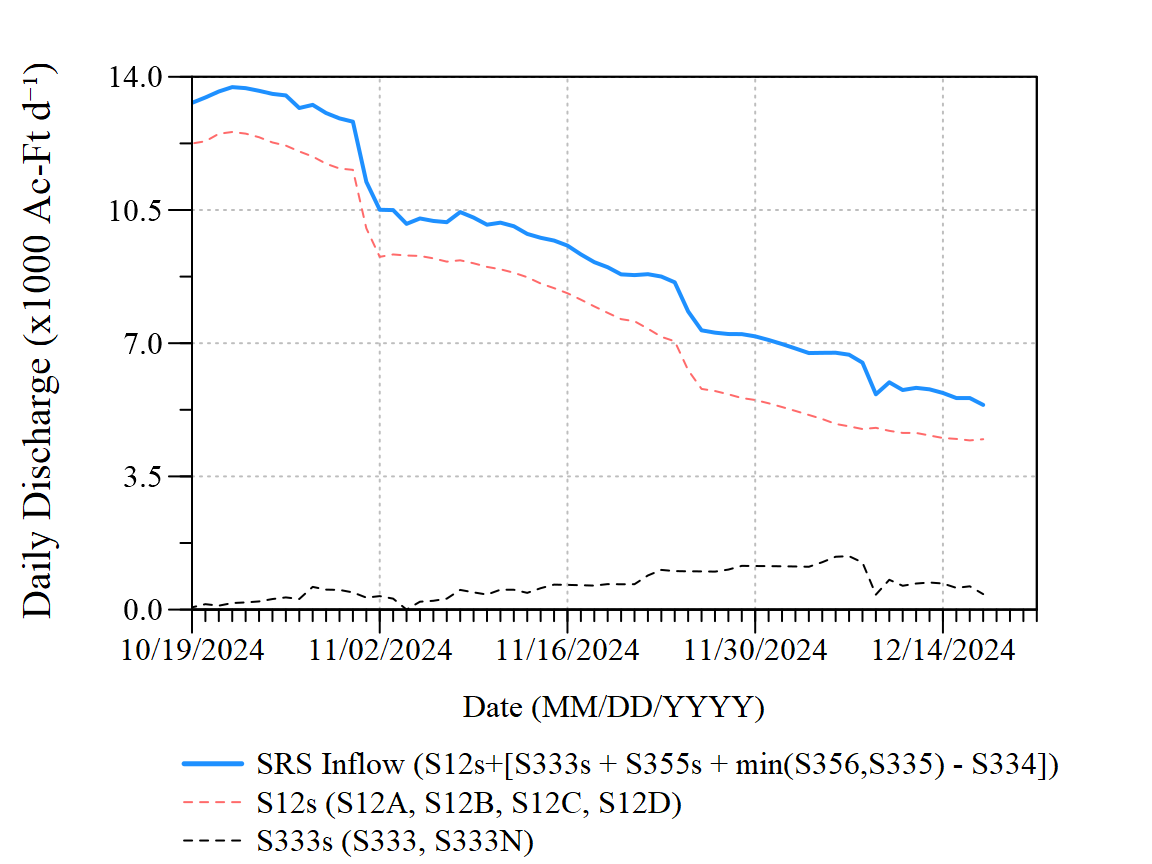 Daily Discharge (x1000 Ac-Ft d⁻¹)
14.0
10.5
7.0
3.5
0.0
10/19/2024 11/02/2024 11/16/2024 11/30/2024 12/14/2024
Date (MM/DD/YYYY)
SRS Inflow (S12s+[S333s + S355s + min(S356,S335) - S334])
S12s (S12A, S12B, S12C, S12D)
S333s (S333, S333N)